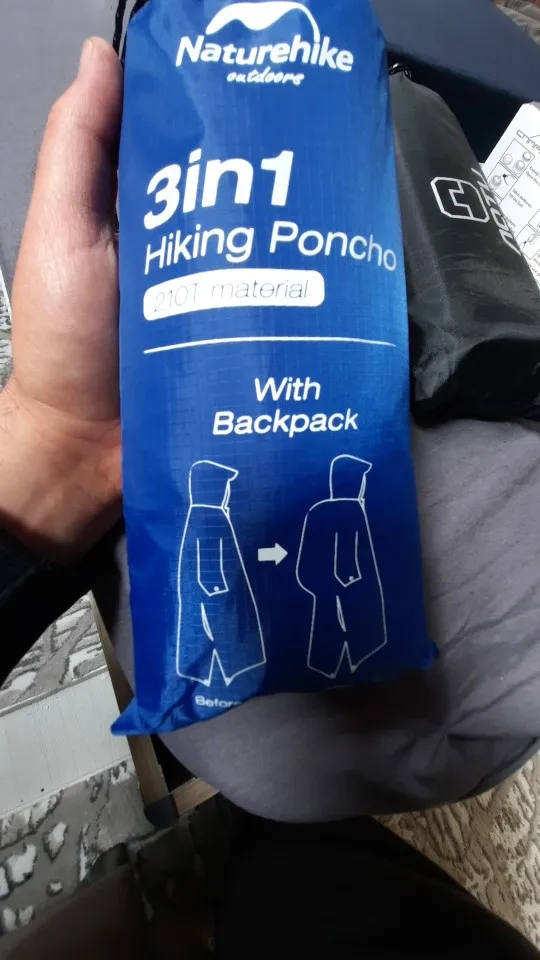 Naturehike
outdoors
3in1
Hiking Poncho
210T material
With
Backpack